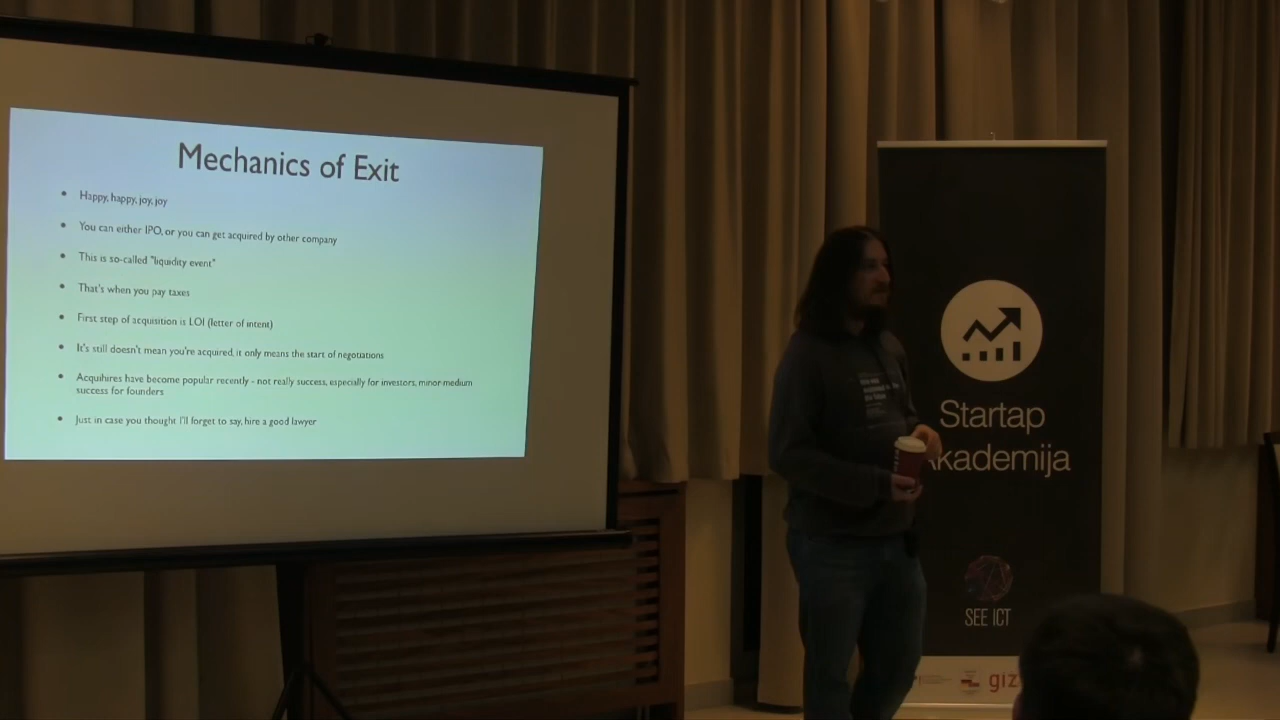 Mechanics of Exit
Happy, happy, joy, joy
You can either IPO, or you can get acquired by other company
This is so-called "liquidity event"
That's when you pay taxes
First step of acquisition is LOI (letter of intent)
It's still doesn't mean you're acquired, it only means the start of negotiations
Acquihires have become popular recently - not really success, especially for investors, minor-medium
success for founders
Just in case you thought I'll forget to say, hire a good lawyer
Startap
kademija
SEE ICT
giz